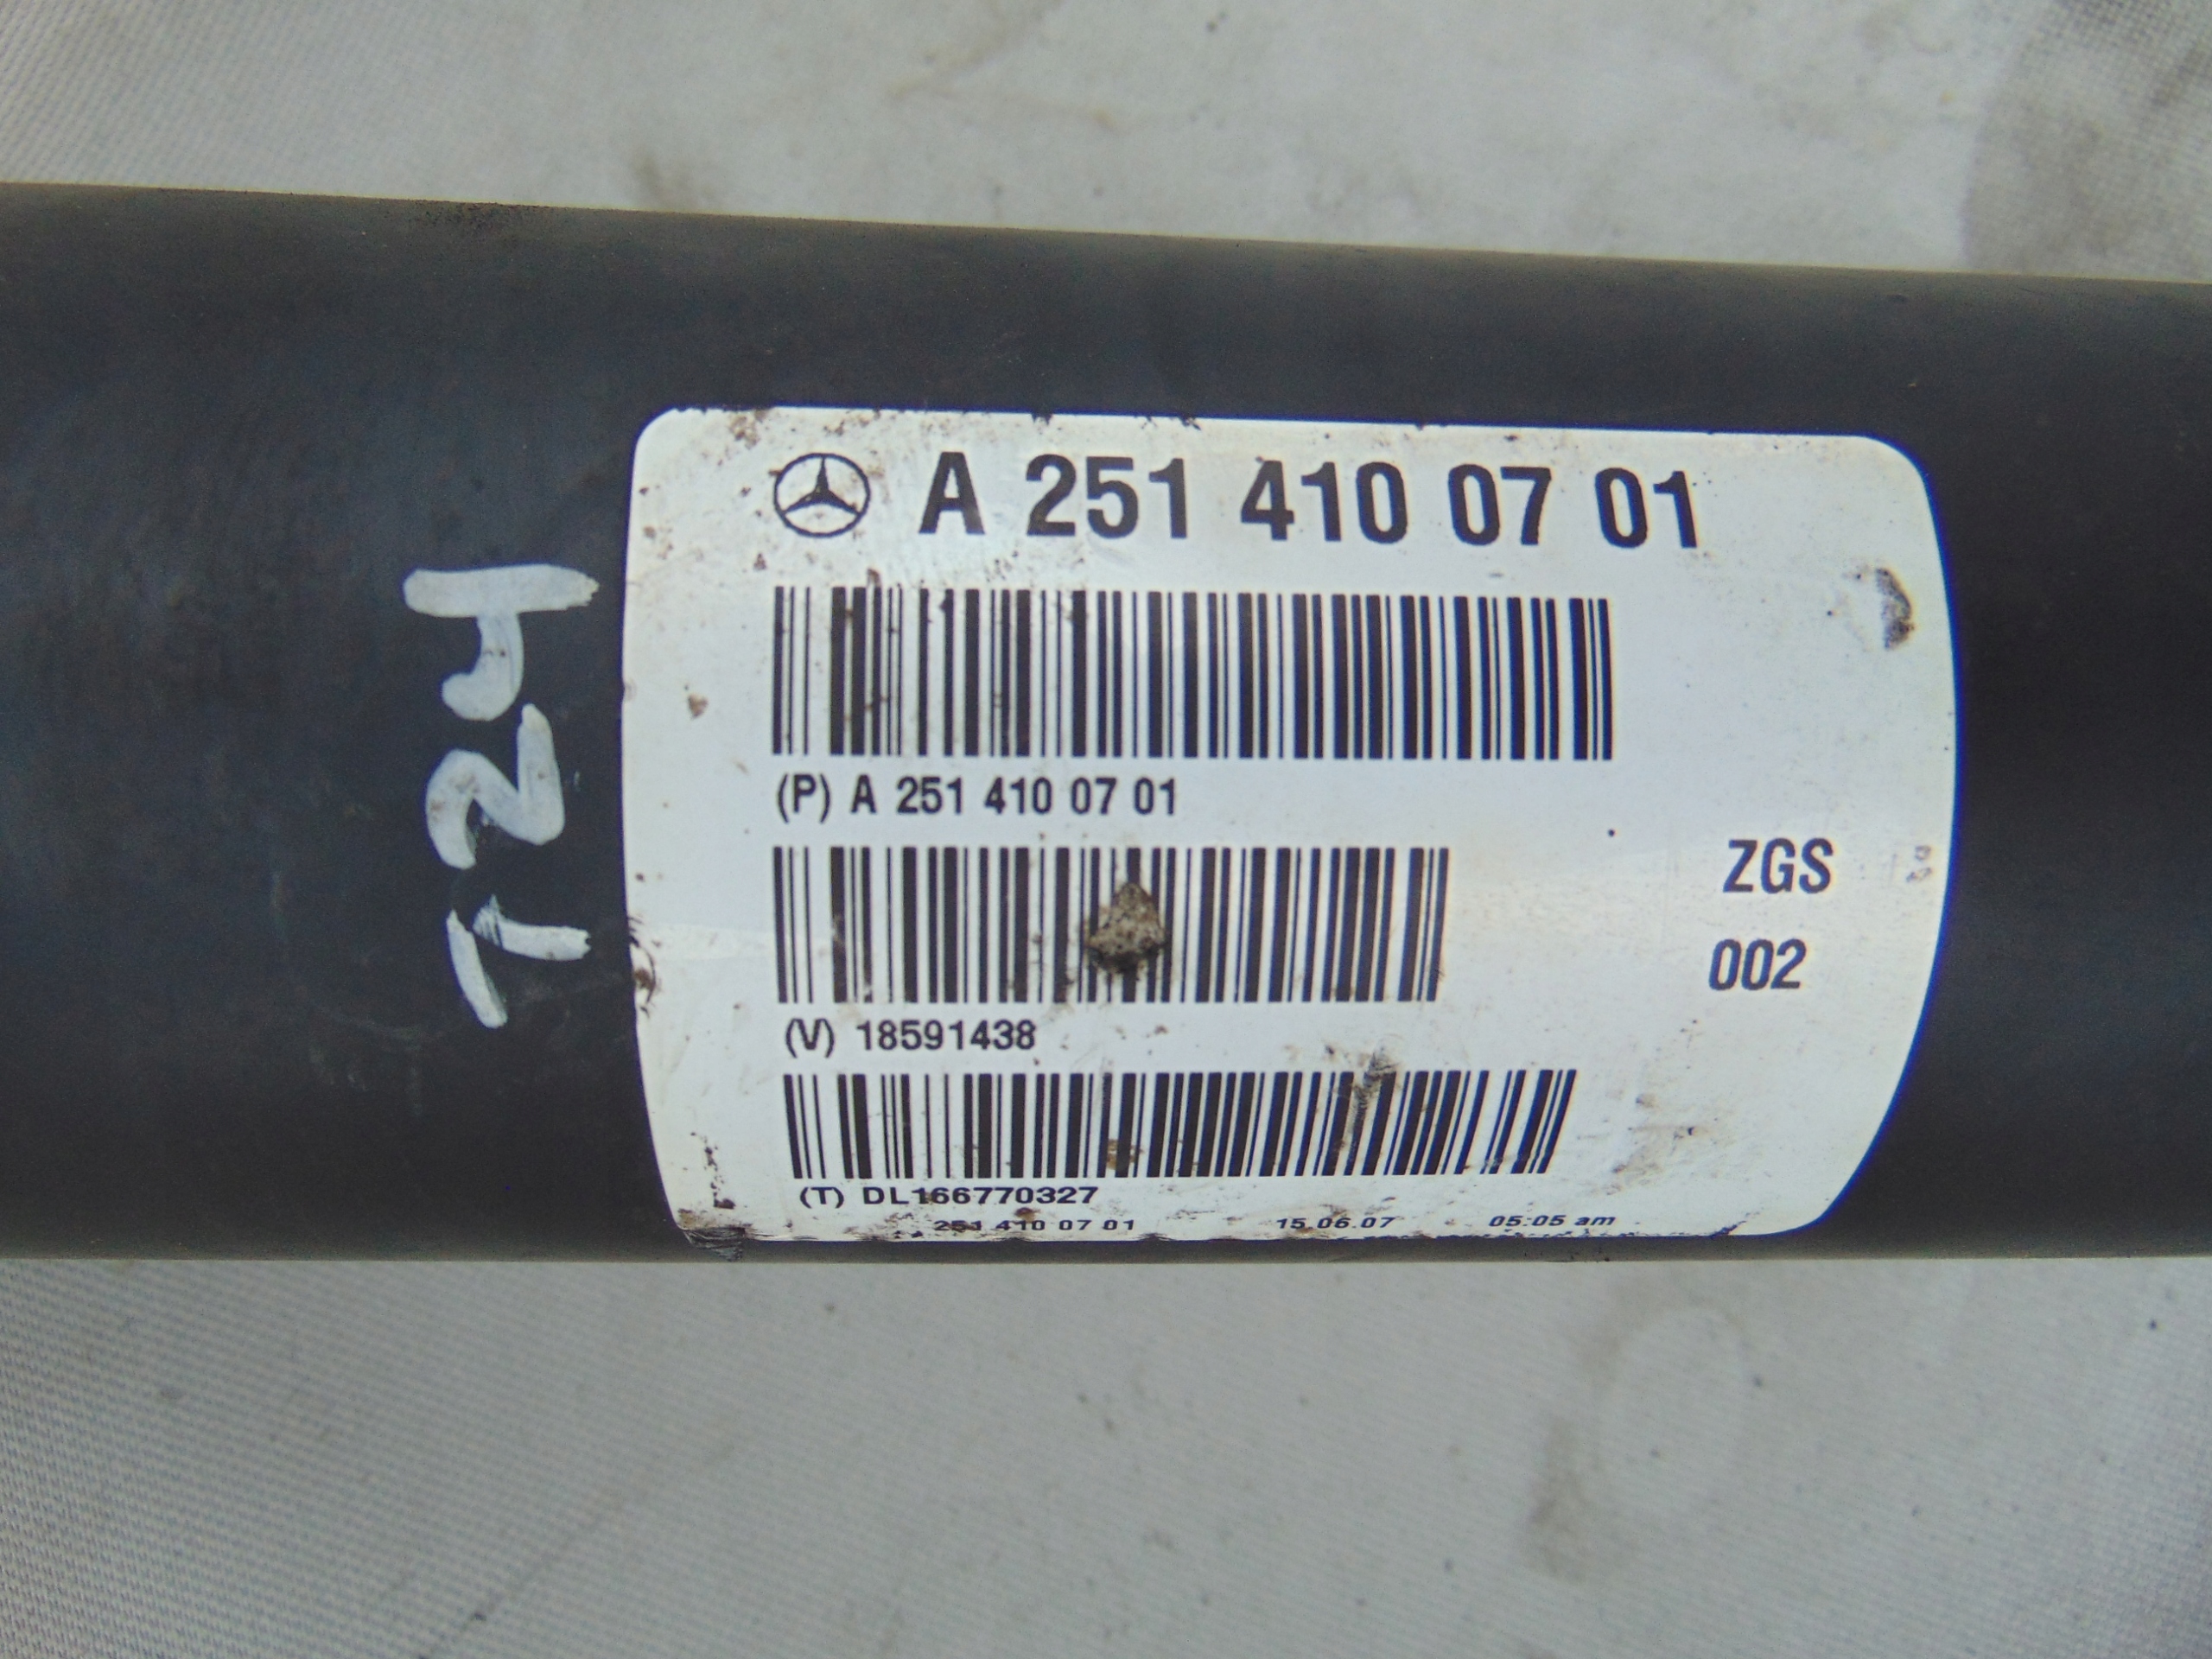 A 251 410 07 01
(P) A 251 410 07 01
ZGS
002
(V) 18591438
(T) DL166770327
251 410 07 01 15.06.07 05:05 am